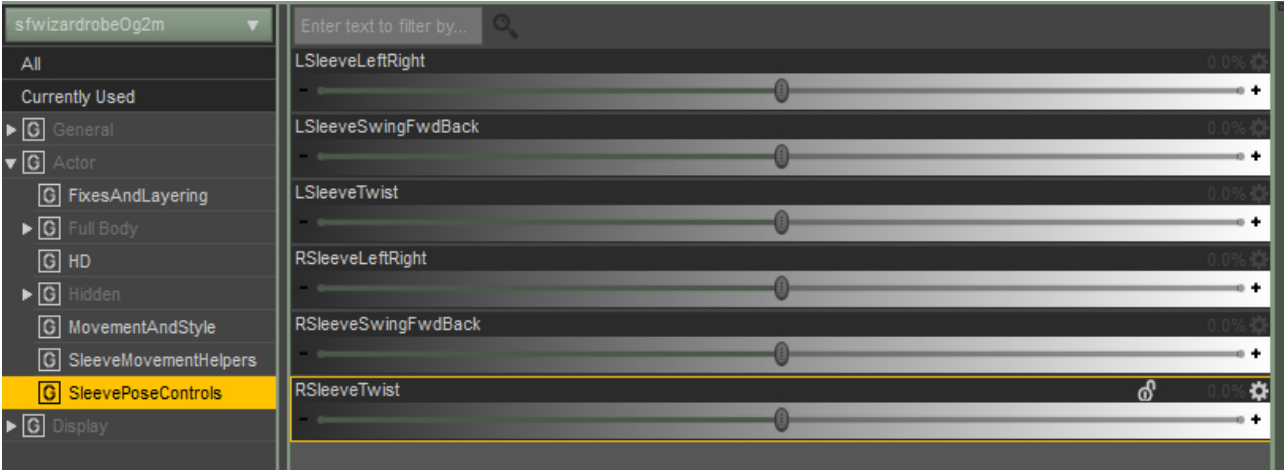 sfwizardrobeOg2m
All
Currently Used
G General
G Actor
G FixesAndLayering
G Full Body
G HD
G Hidden
G MovementAndStyle
G SleeveMovementHelpers
G SleevePoseControls
G Display
Enter text to filter by...
LSleeveLeftRight 0.0%
- +
LSleeveSwingFwdBack 0.0%
- +
LSleeveTwist 0.0%
- +
RSleeveLeftRight 0.0%
- +
RSleeveSwingFwdBack 0.0%
- +
RSleeveTwist 0.0%
- +